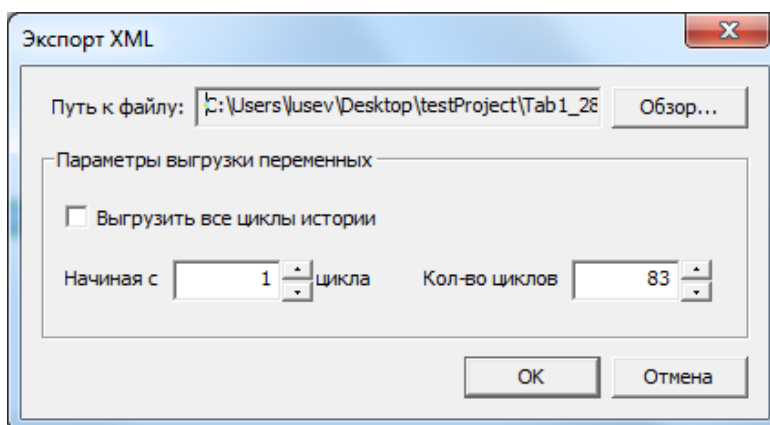 Экспорт XML
Путь к файлу: C:\Users\lusev\Desktop\testProject\Tab1_28 Обзор...
Параметры выгрузки переменных
Выгрузить все циклы истории
Начиная с 1 цикла Кол-во циклов 83
OK Отмена